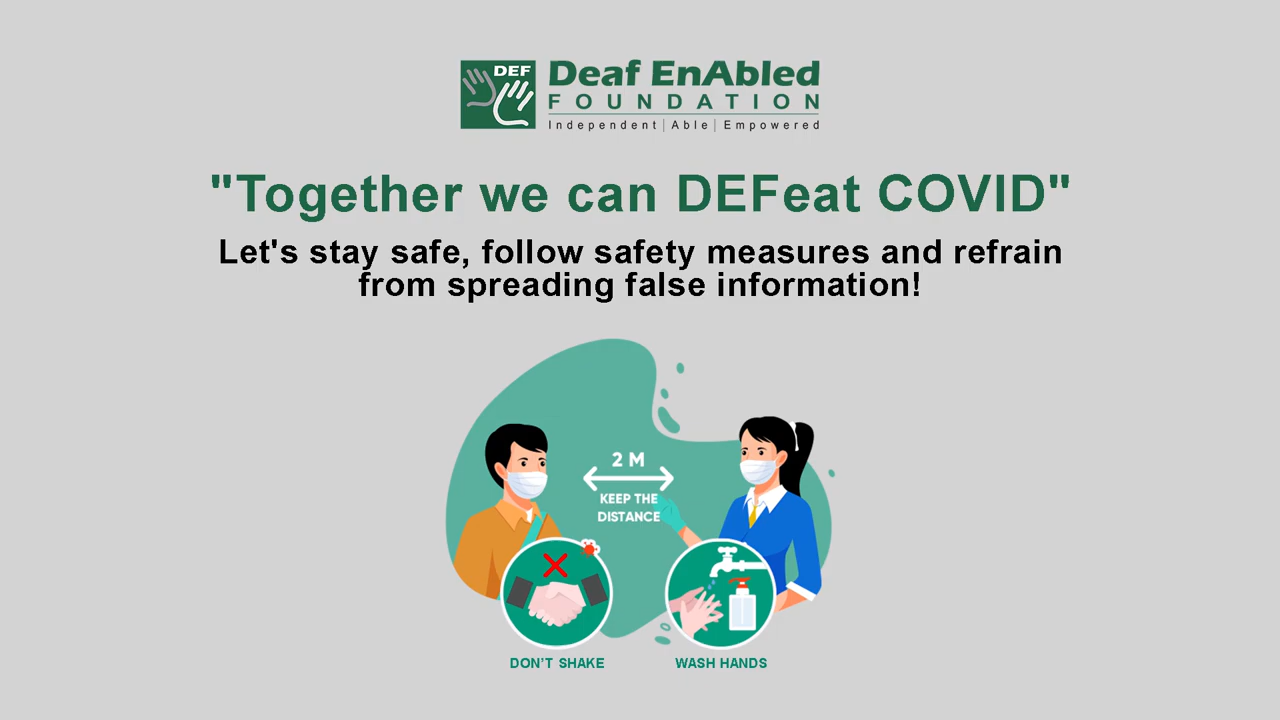 DEF
Deaf EnAbled
FOUNDATION
Independent | Able | Empowered
"Together we can DEFeat COVID"
Let's stay safe, follow safety measures and refrain
from spreading false information!
2 M
KEEP THE
DISTANCE
DON'T SHAKE
WASH HANDS